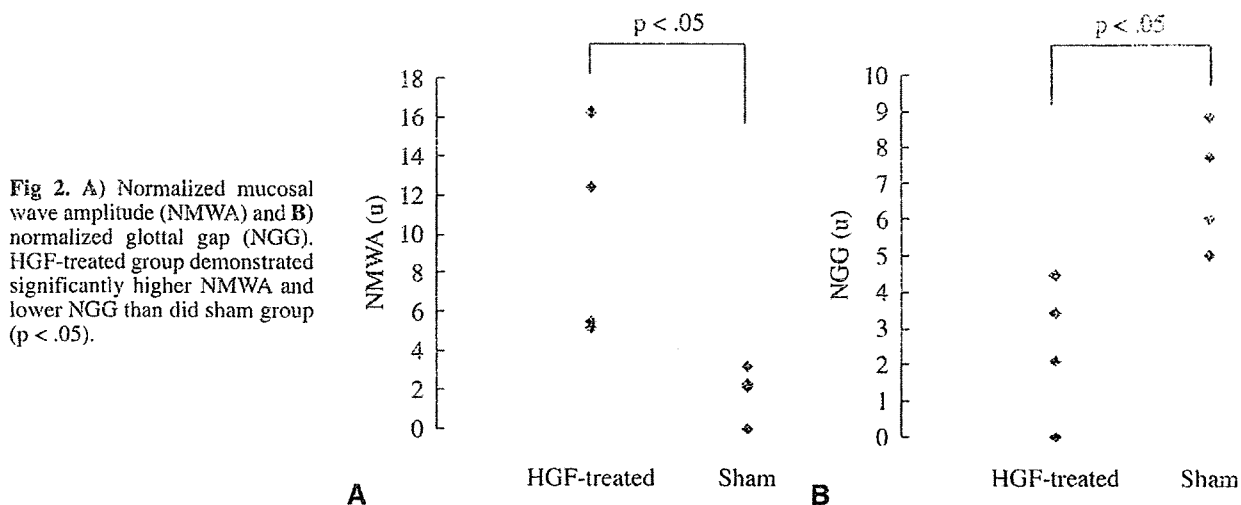 Fig 2. A) Normalized mucosal
wave amplitude (NMWA) and B)
normalized glottal gap (NGG).
HGF-treated group demonstrated
significantly higher NMWA and
lower NGG than did sham group
(p < .05).
p < .05
18
16
14
12
10
8
6
4
2
0
NMWA (u)
HGF-treated
Sham
A
p < .05
10
9
8
7
6
5
4
3
2
1
0
NGG (u)
HGF-treated
Sham
B